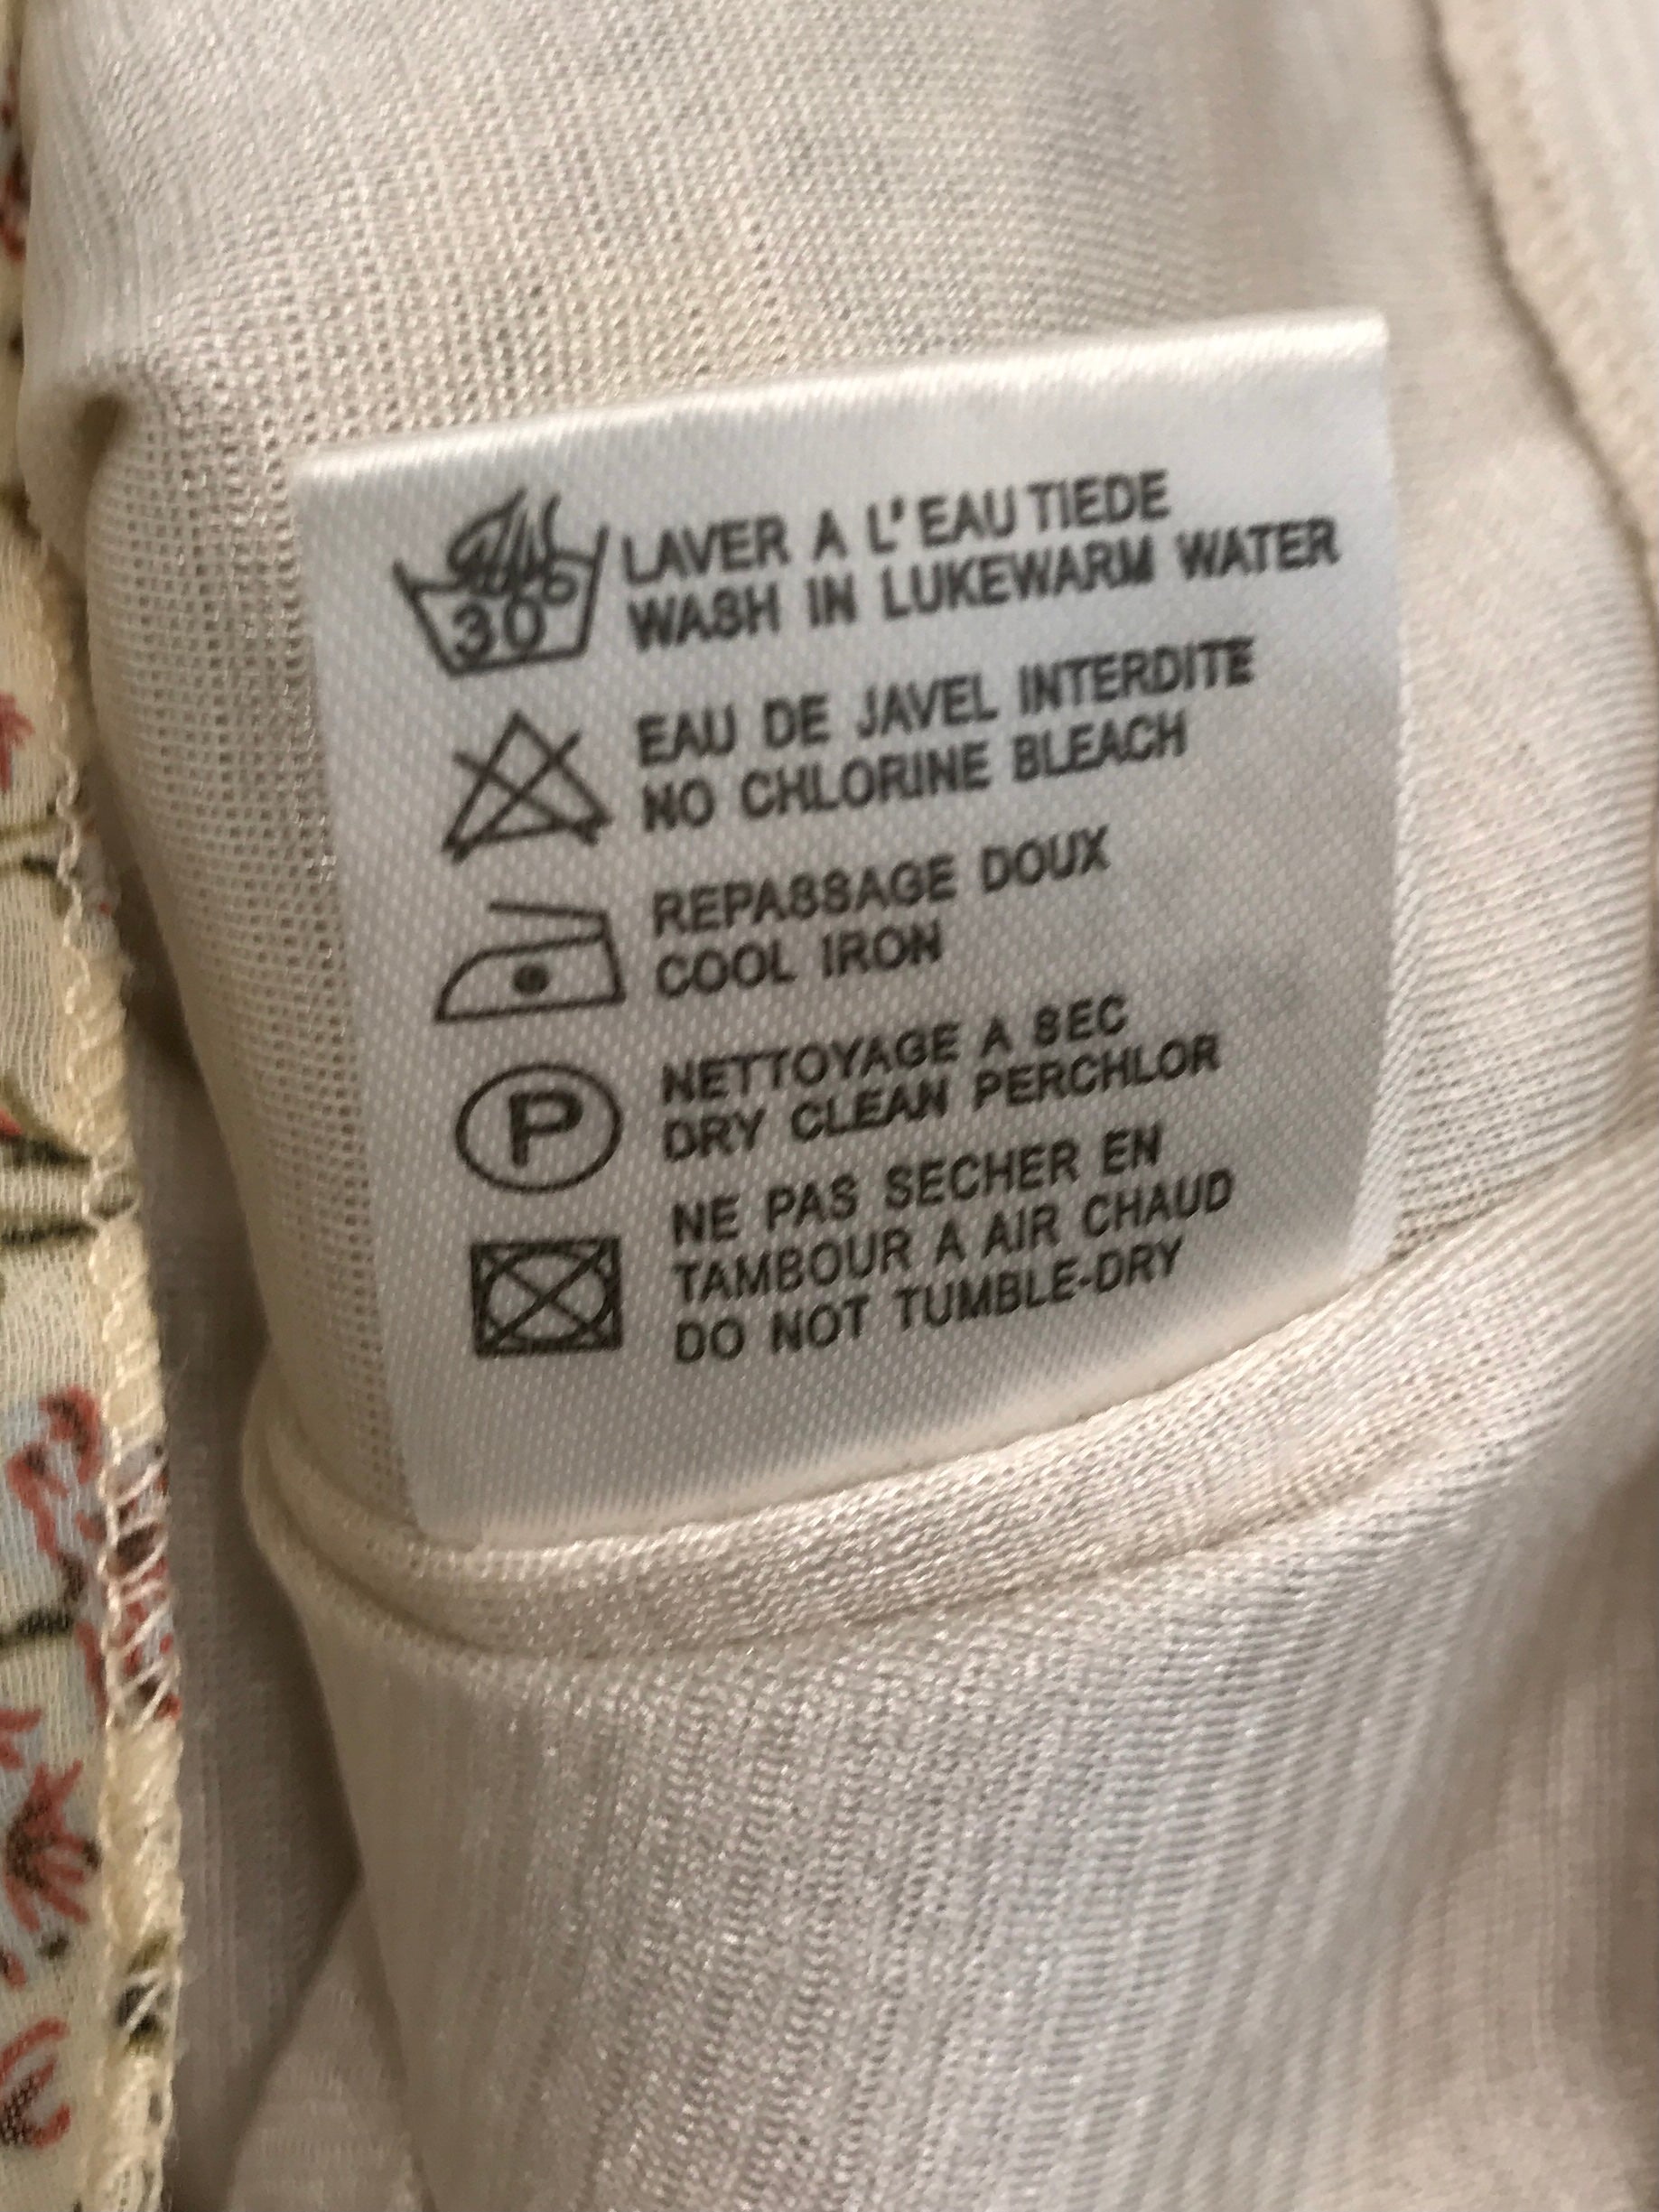 30°
LAVER A L'EAU TIEDE
WASH IN LUKEWARM WATER
EAU DE JAVEL INTERDITE
NO CHLORINE BLEACH
REPASSAGE DOUX
COOL IRON
P
NETTOYAGE A SEC
DRY CLEAN PERCHLOR
NE PAS SECHER EN
TAMBOUR A AIR CHAUD
DO NOT TUMBLE-DRY